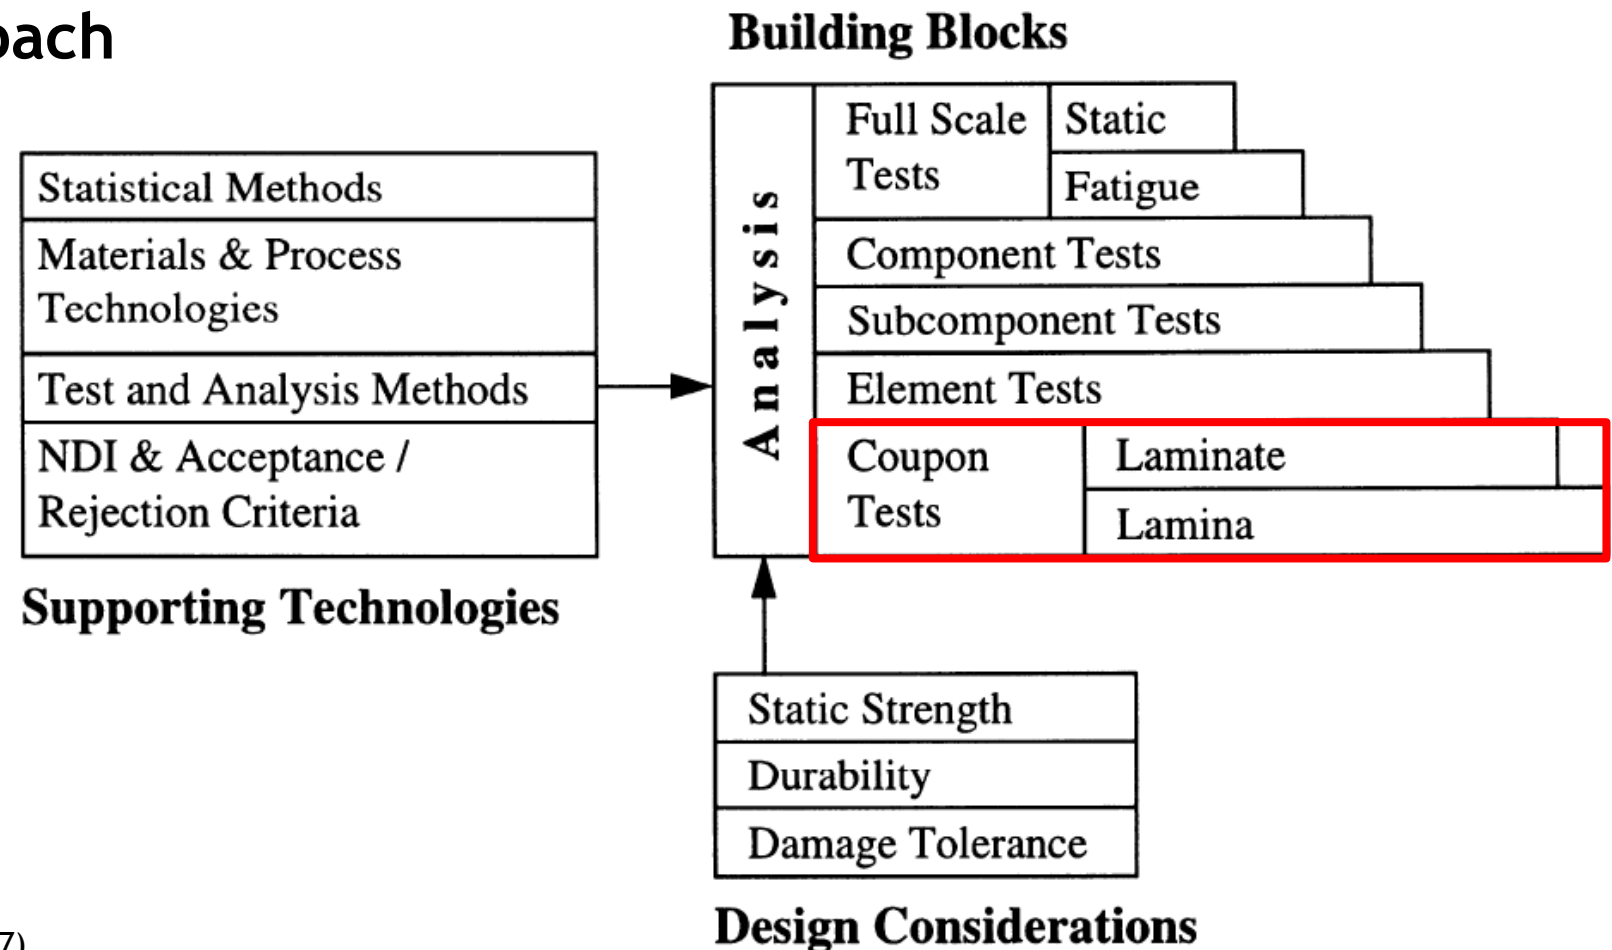 Building Blocks
Statistical Methods
Materials & Process
Technologies
Test and Analysis Methods
NDI & Acceptance /
Rejection Criteria
Supporting Technologies
Analysis
Full Scale
Tests
Static
Fatigue
Component Tests
Subcomponent Tests
Element Tests
Coupon
Tests
Laminate
Lamina
Static Strength
Durability
Damage Tolerance
Design Considerations
7)